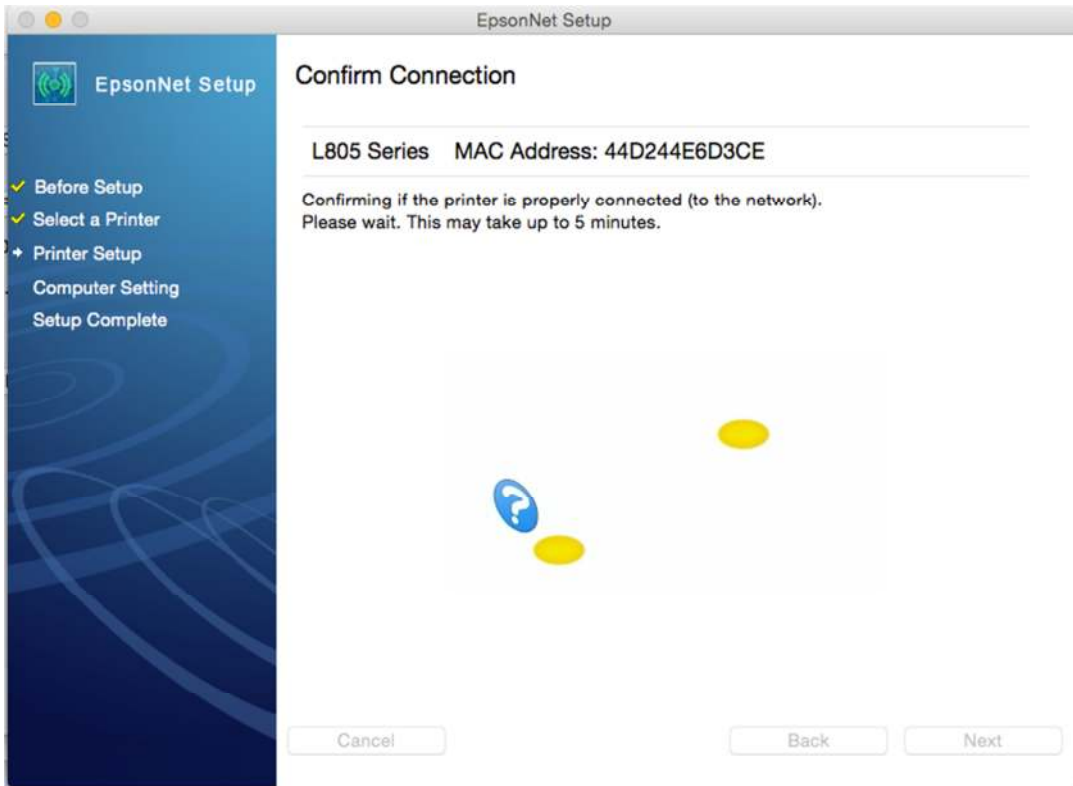 EpsonNet Setup
EpsonNet Setup
Before Setup
Select a Printer
Printer Setup
Computer Setting
Setup Complete
Confirm Connection
L805 Series MAC Address: 44D244E6D3CE
Confirming if the printer is properly connected (to the network).
Please wait. This may take up to 5 minutes.
?
Cancel
Back
Next